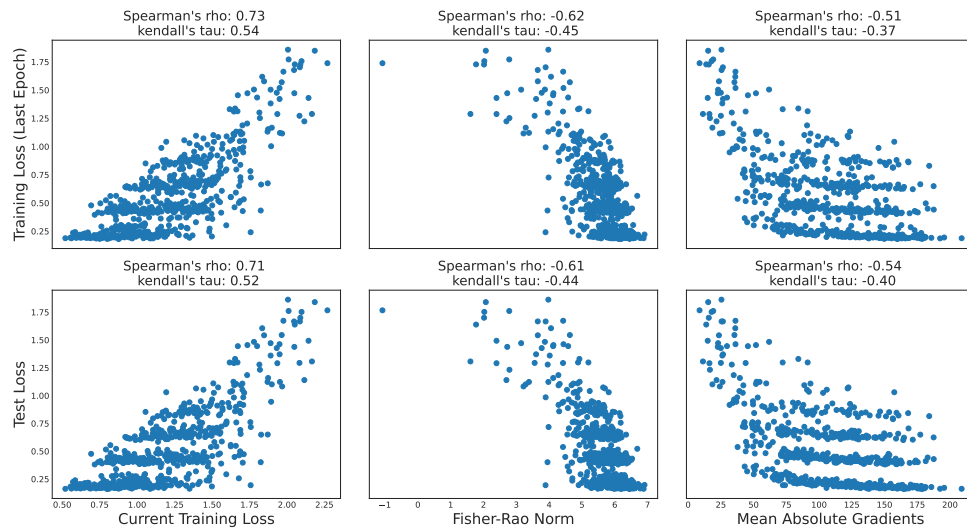 Spearman's rho: 0.73
kendall's tau: 0.54
Spearman's rho: -0.62
kendall's tau: -0.45
Spearman's rho: -0.51
kendall's tau: -0.37
Training Loss (Last Epoch)
1.75
1.50
1.25
1.00
0.75
0.50
0.25
Spearman's rho: 0.71
kendall's tau: 0.52
Spearman's rho: -0.61
kendall's tau: -0.44
Spearman's rho: -0.54
kendall's tau: -0.40
Test Loss
1.75
1.50
1.25
1.00
0.75
0.50
0.25
0.50 0.75 1.00 1.25 1.50 1.75 2.00 2.25
Current Training Loss
−1 0 1 2 3 4 5 6 7
Fisher-Rao Norm
0 25 50 75 100 125 150 175 200
Mean Absolute Gradients